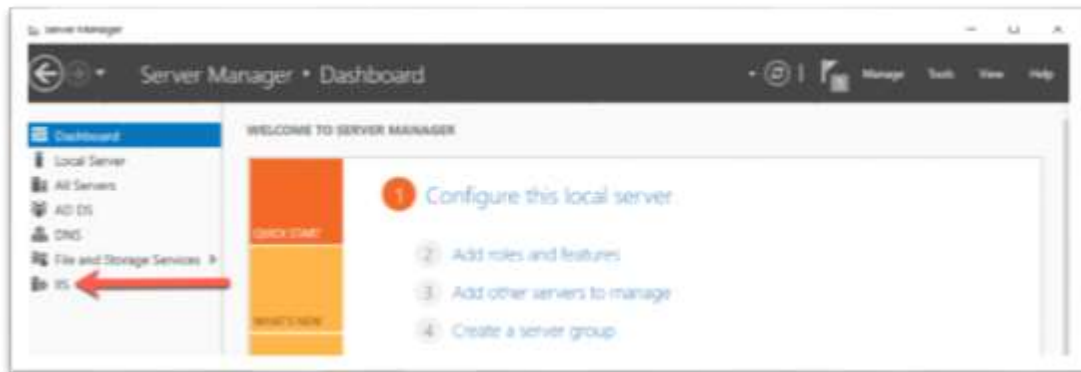 Server Manager
Server Manager • Dashboard
Manage Tools View Help
Dashboard
Local Server
All Servers
AD DS
DNS
File and Storage Services
IIS
WELCOME TO SERVER MANAGER
QUICK START
WHAT'S NEW
1 Configure this local server
2 Add roles and features
3 Add other servers to manage
4 Create a server group